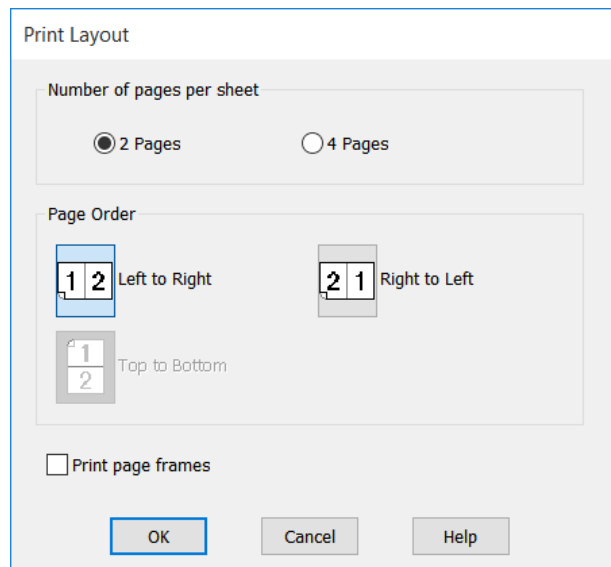 Print Layout
Number of pages per sheet
2 Pages 4 Pages
Page Order
1 2 Left to Right 2 1 Right to Left
1
2
Top to Bottom
Print page frames
OK Cancel Help